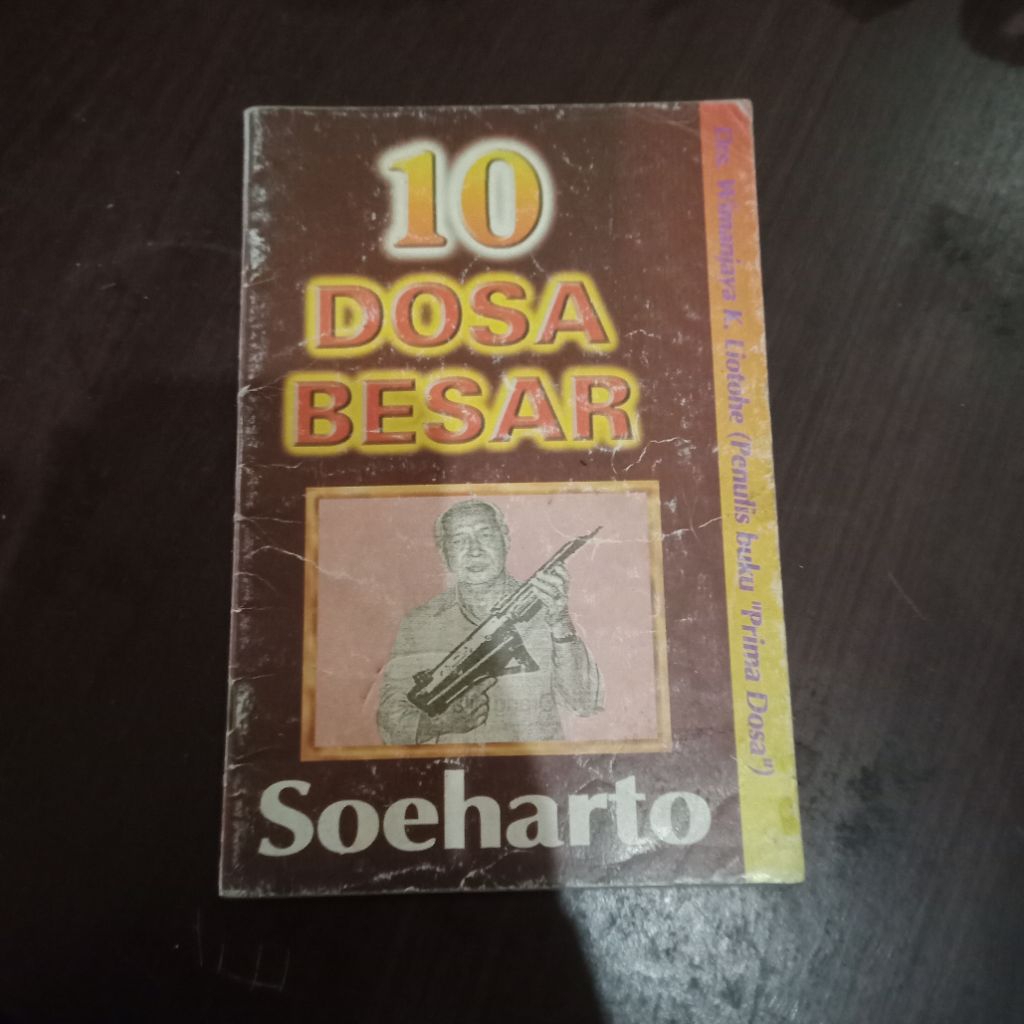 10
DOSA
BESAR
Soeharto
Drs. Wimanjaya K. Liotohe (Penulis buku "Prima Dosa")